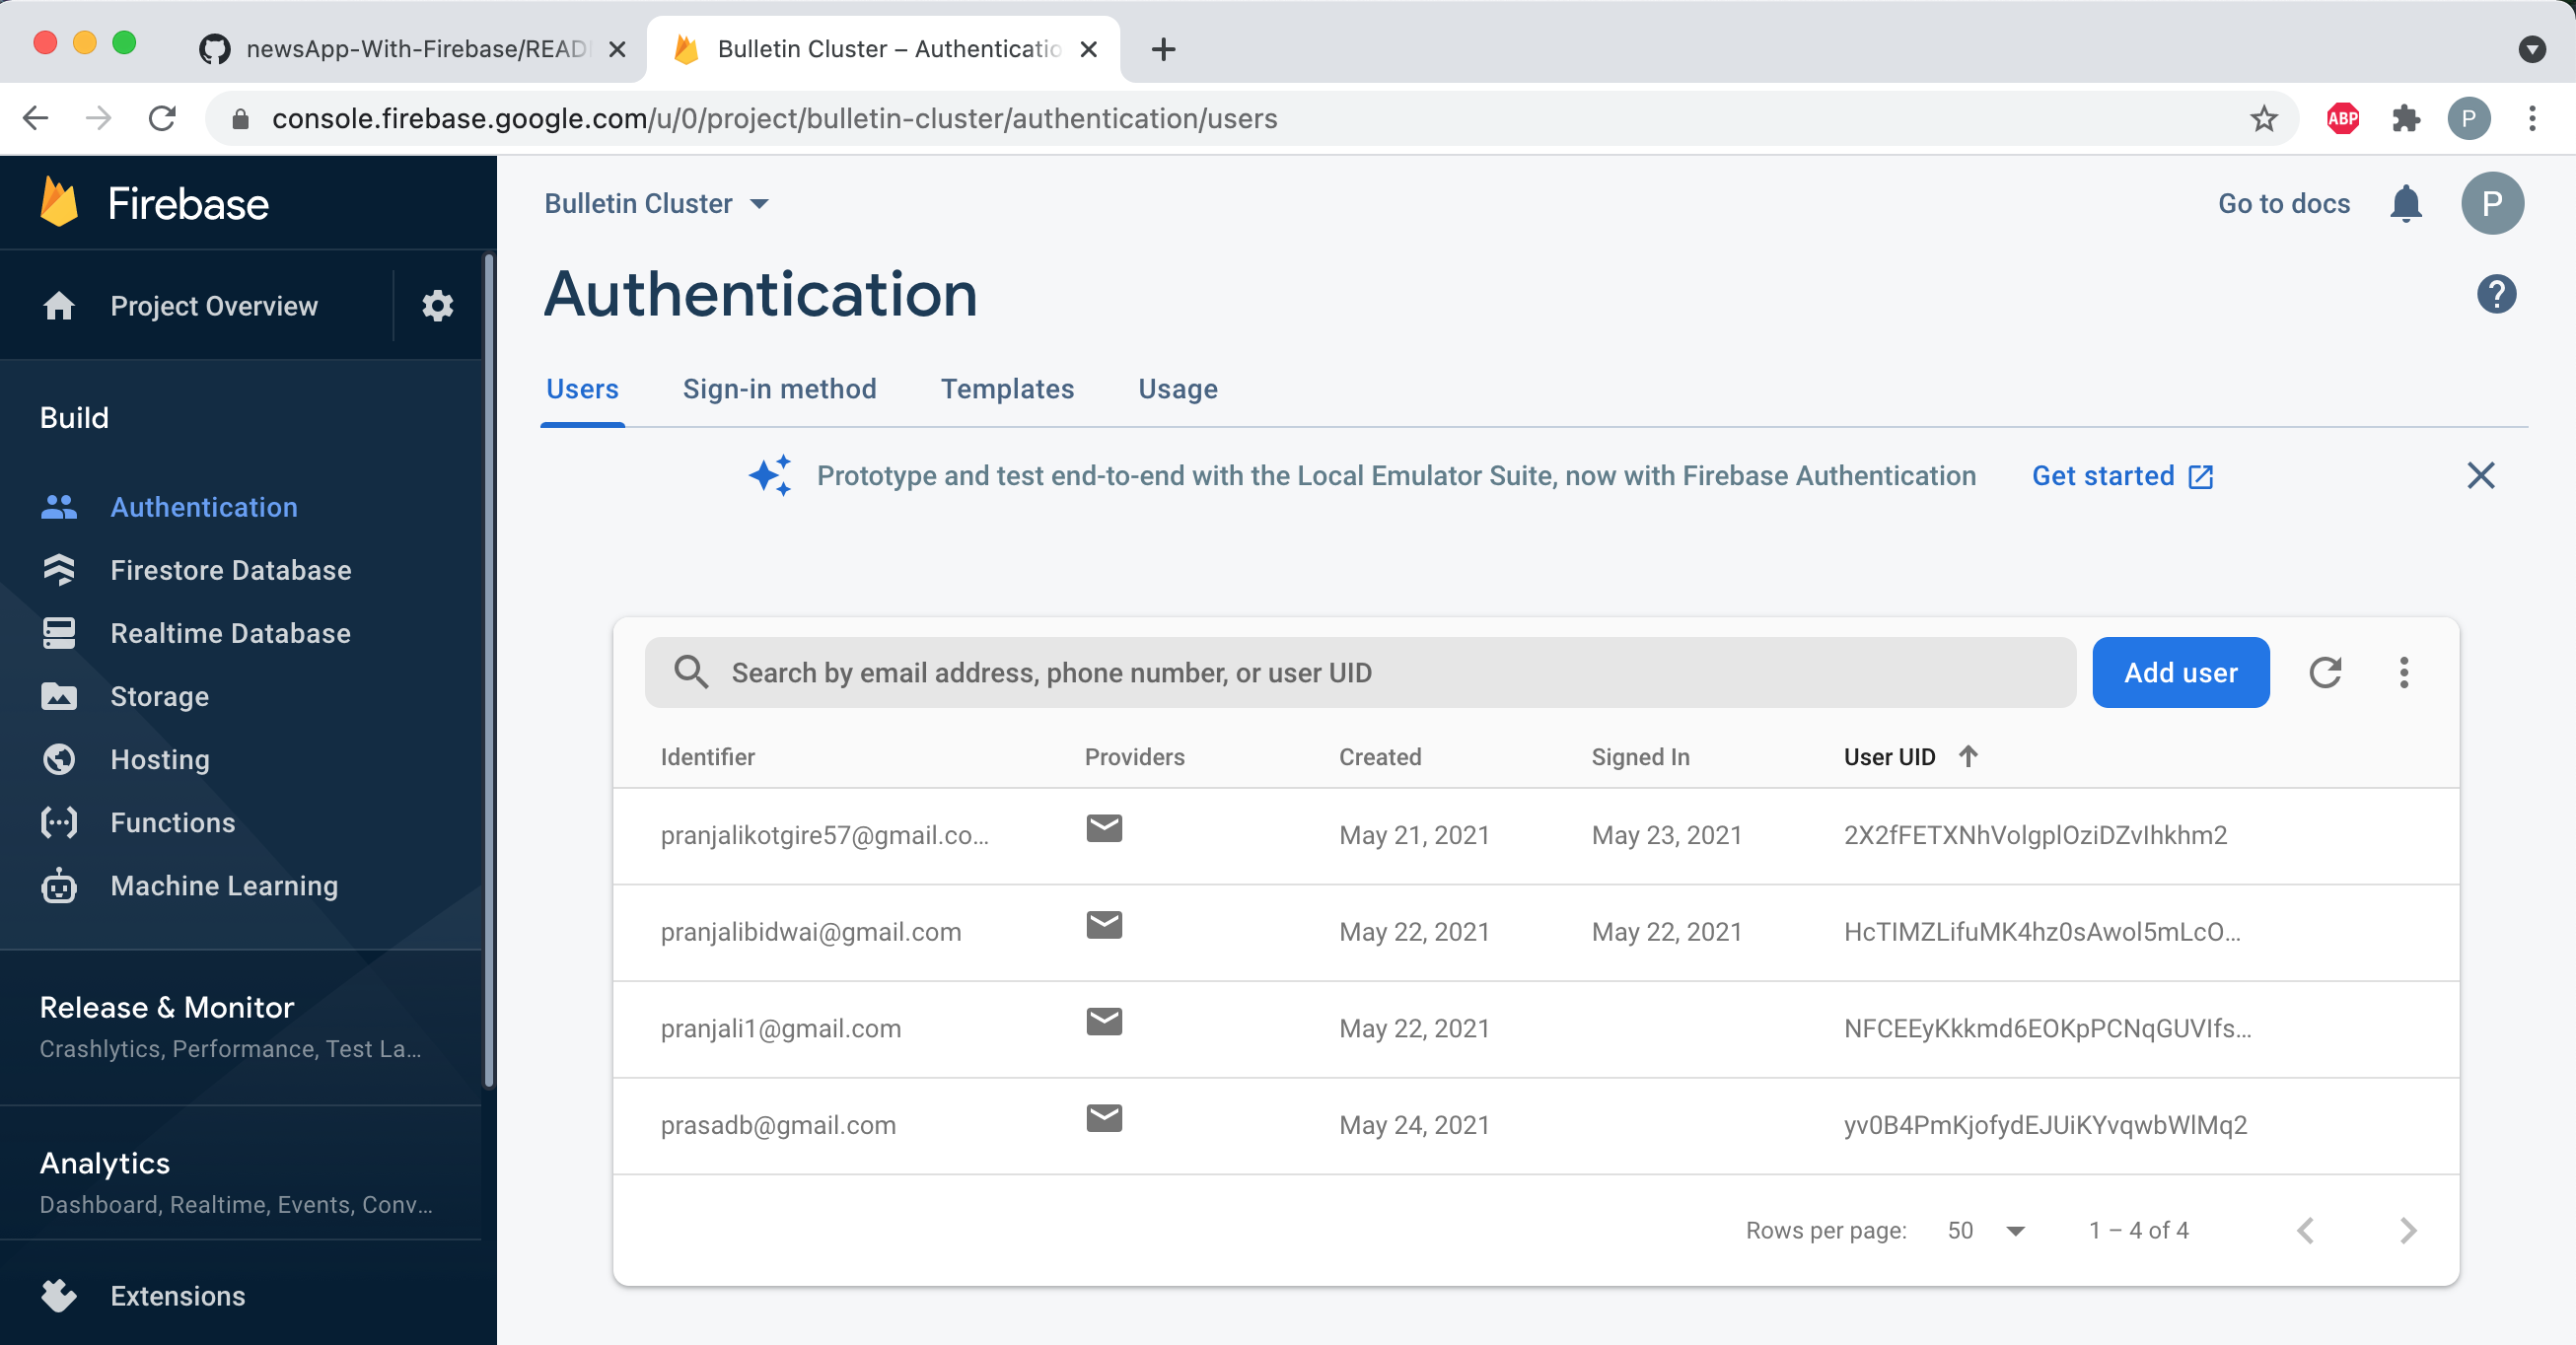 newsApp-With-Firebase/READ
Bulletin Cluster – Authenticatio
console.firebase.google.com/u/0/project/bulletin-cluster/authentication/users
ABP
P
Firebase
Bulletin Cluster
Go to docs
P
Project Overview
Authentication
?
Users Sign-in method Templates Usage
Build
Prototype and test end-to-end with the Local Emulator Suite, now with Firebase Authentication Get started
Authentication
Firestore Database
Realtime Database
Storage
Hosting
Functions
Machine Learning
Release & Monitor
Crashlytics, Performance, Test La...
Analytics
Dashboard, Realtime, Events, Conv...
Extensions
Search by email address, phone number, or user UID
Add user
Identifier Providers Created Signed In User UID
pranjalikotgire57@gmail.co... May 21, 2021 May 23, 2021 2X2fFETXNhVolgplOziDZvIhkhm2
pranjalibidwai@gmail.com May 22, 2021 May 22, 2021 HcTIMZLifuMK4hz0sAwol5mLcO...
pranjali1@gmail.com May 22, 2021 NFCEEyKkkmd6EOKpPCNqGUVIfs...
prasadb@gmail.com May 24, 2021 yv0B4PmKjofydEJUiKYvqwbWlMq2
Rows per page: 50 1 – 4 of 4